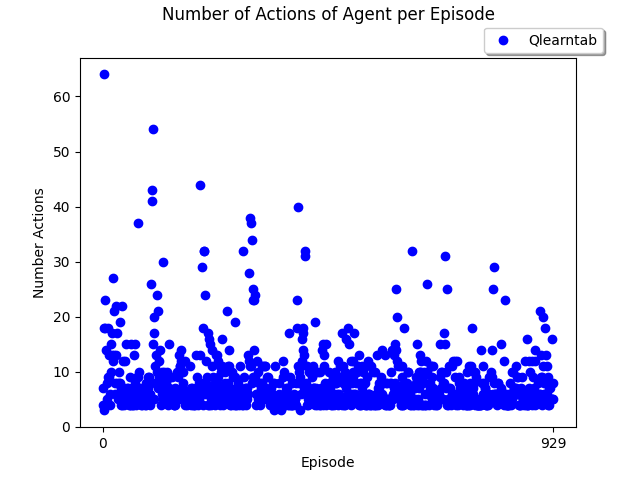 Number of Actions of Agent per Episode
Qlearntab
60
50
40
30
20
10
0
Number Actions
0 929
Episode